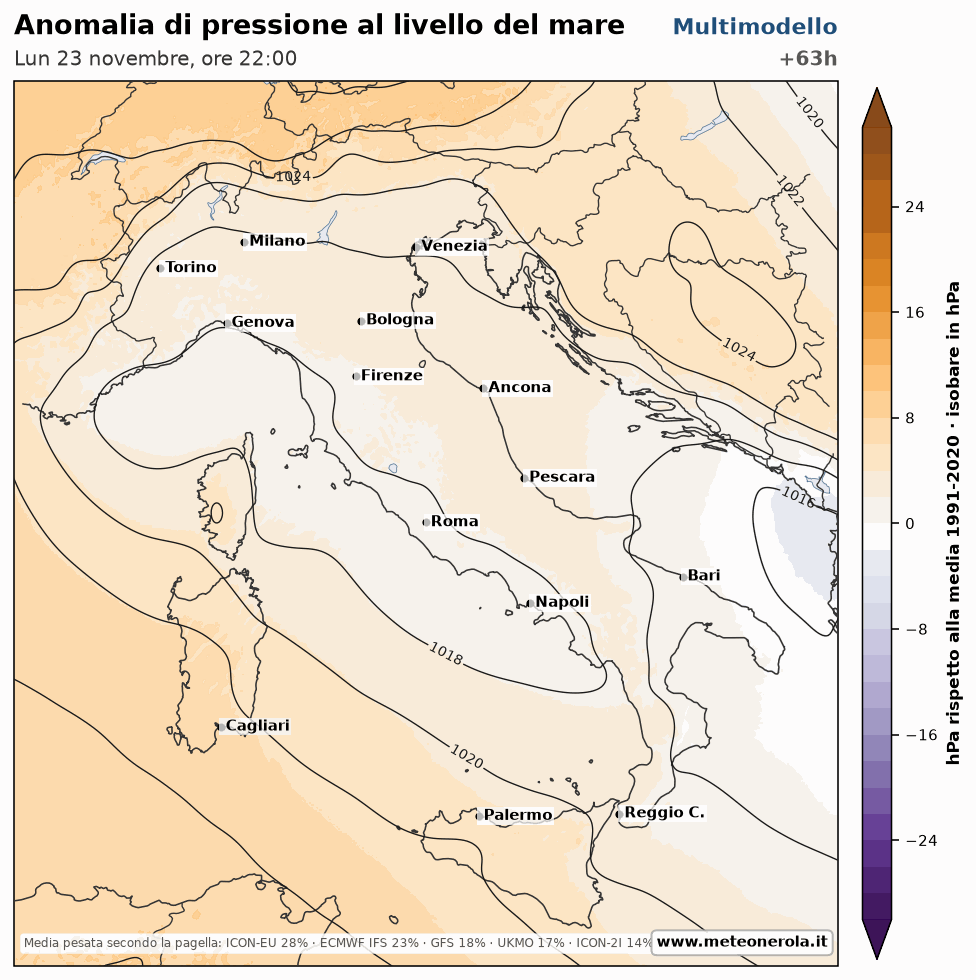 Anomalia di pressione al livello del mare
Multimodello
Lun 23 novembre, ore 22:00
+63h
1020
1022
1024
Milano
Venezia
Torino
Genova
Bologna
1024
Firenze
Ancona
Pescara
1016
Roma
Bari
Napoli
1018
Cagliari
1020
Palermo
Reggio C.
24
16
8
0
−8
−16
−24
hPa rispetto alla media 1991-2020 · isobare in hPa
Media pesata secondo la pagella: ICON-EU 28% · ECMWF IFS 23% · GFS 18% · UKMO 17% · ICON-2I 14%
www.meteonerola.it